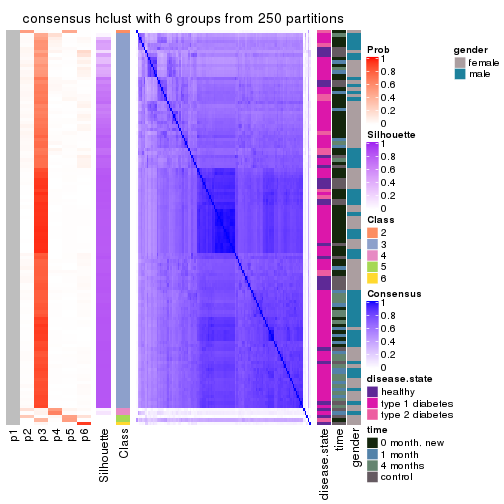 consensus hclust with 6 groups from 250 partitions
Prob
1
0.8
0.6
0.4
0.2
0
gender
female
male
Silhouette
1
0.8
0.6
0.4
0.2
0
Class
2
3
4
5
6
Consensus
1
0.8
0.6
0.4
0.2
0
disease.state
healthy
type 1 diabetes
type 2 diabetes
time
0 month. new
1 month
4 months
control
p1
p2
p3
p4
p5
p6
Silhouette
Class
disease.state
time
gender